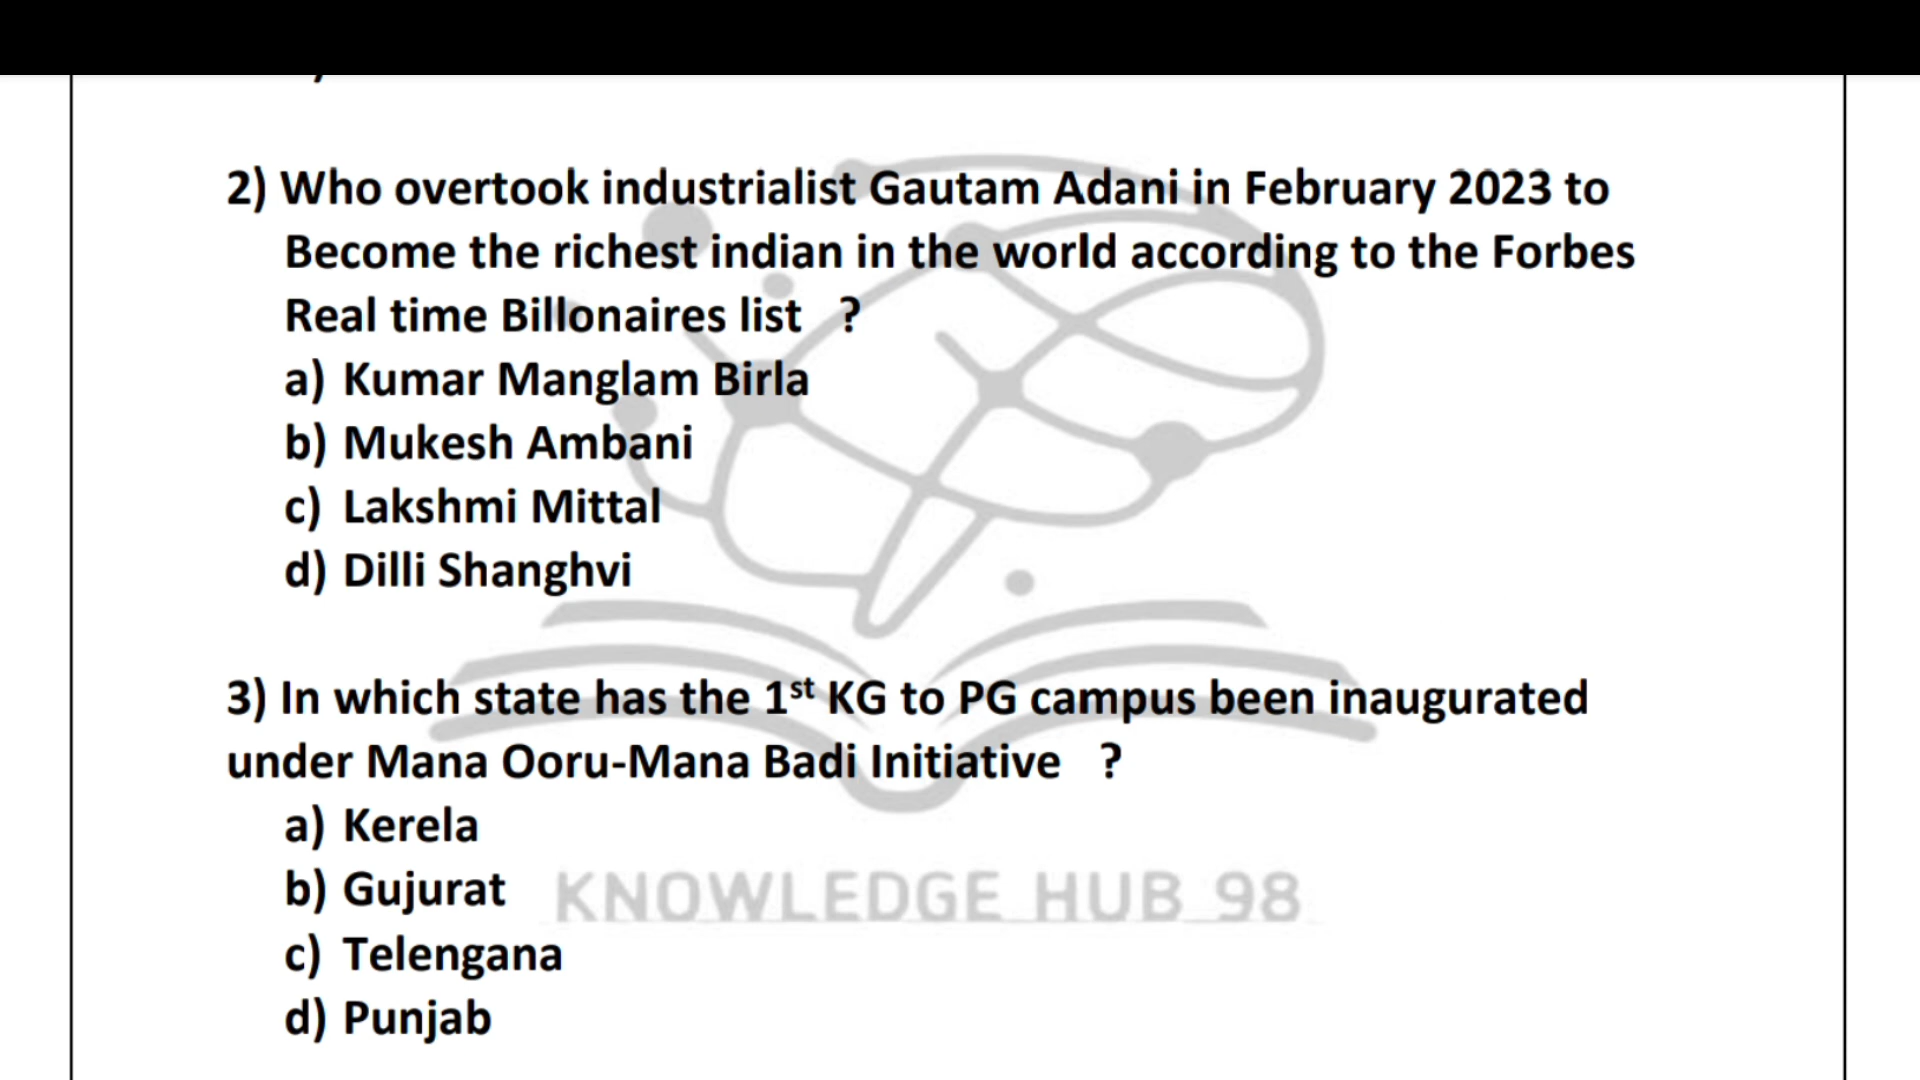 2) Who overtook industrialist Gautam Adani in February 2023 to
Become the richest indian in the world according to the Forbes
Real time Billonaires list ?
a) Kumar Manglam Birla
b) Mukesh Ambani
c) Lakshmi Mittal
d) Dilli Shanghvi
3) In which state has the 1st KG to PG campus been inaugurated
under Mana Ooru-Mana Badi Initiative ?
a) Kerela
b) Gujurat
KNOWLEDGE HUB 98
c) Telengana
d) Punjab